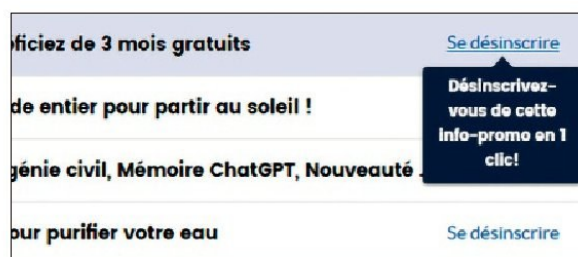 ficiez de 3 mois gratuits Se désinscrire
Désinscrivez-
vous de cette
info-promo en 1
clic!
de entier pour partir au soleil !
génie civil, Mémoire ChatGPT, Nouveauté .
our purifier votre eau Se désinscrire